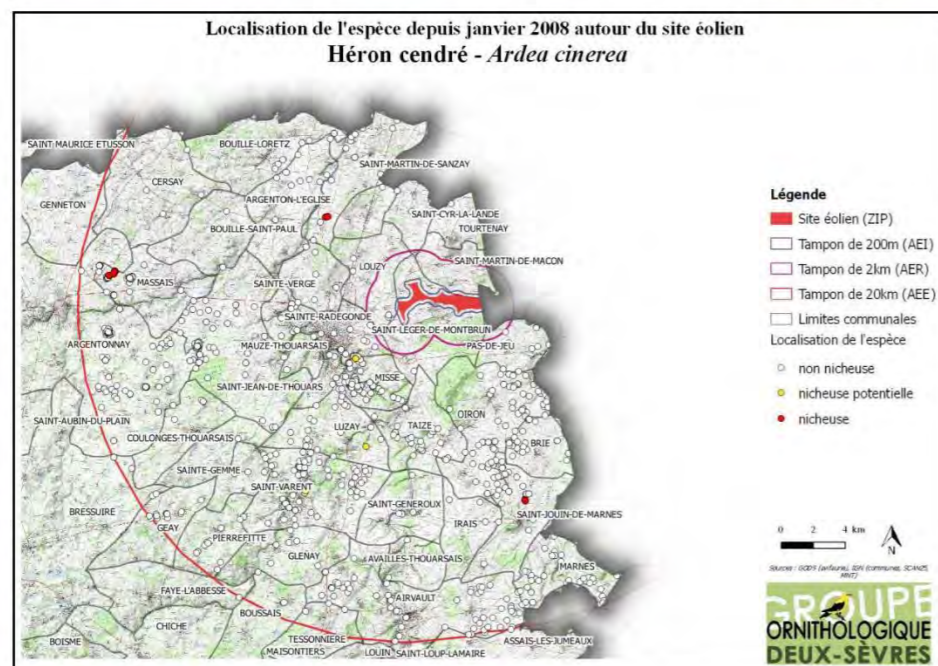 Localisation de l'espèce depuis janvier 2008 autour du site éolien
Héron cendré - Ardea cinerea
SAINT MAURICE ETUSSON
BOUILLE-LORETZ
SAINT-MARTIN-DE-SANZAY
CERSAY
GENNETON
ARGENTON-L'EGLISE
SAINT-CYR-LA-LANDE
BOUILLE-SAINT-PAUL
TOURTENAY
SAINT-MARTIN-DE-MACON
LOUZY
MASSAIS
SAINTE-VERGE
SAINTE-RADEGONDE
SAINT-LEGER-DE-MONTBRUN
ARGENTONNAY
MAUZE-THOUARSAIS
PAS-DE-JEU
MISSE
SAINT-JEAN-DE-THOUARS
OIRON
SAINT-AUBIN-DU-PLAIN
LUZAY
TAIZE
COULONGES-THOUARSAIS
BRIE
SAINTE-GEMME
SAINT-VARENT
SAINT-GENEROUX
BRESSUIRE
SAINT-JOUIN-DE-MARNES
GEAY
IRAIS
PIERREFITTE
GLENAY
AVAILLES-THOUARSAIS
MARNES
FAYE-L'ABBESSE
AIRVAULT
BOUSSAIS
CHICHE
BOISME
TESSONNIERE
ASSAIS-LES-JUMEAUX
MAISONTIERS
LOUIN
SAINT-LOUP-LAMAIRE
Légende
Site éolien (ZIP)
Tampon de 200m (AEI)
Tampon de 2km (AER)
Tampon de 20km (AEE)
Limites communales
Localisation de l'espèce
non nicheuse
nicheuse potentielle
nicheuse
0 2 4 km
N
Sources : GODS (avifaune), IGN (communes, SCAN25, MNT)
GROUPE
ORNITHOLOGIQUE
DEUX-SÈVRES